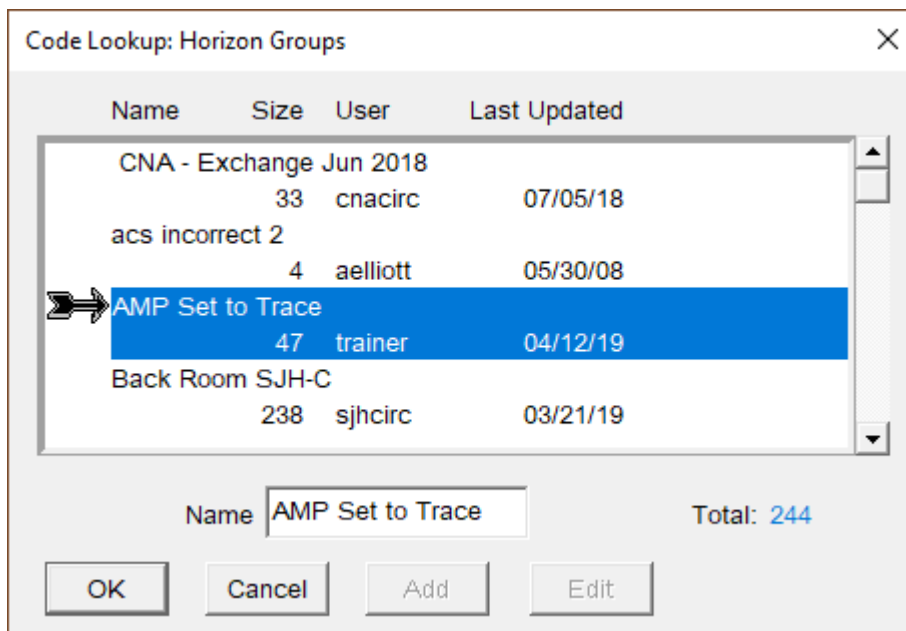 Code Lookup: Horizon Groups
Name Size User Last Updated
CNA - Exchange Jun 2018
33 cnacirc 07/05/18
acs incorrect 2
4 aelliott 05/30/08
AMP Set to Trace
47 trainer 04/12/19
Back Room SJH-C
238 sjhcirc 03/21/19
Name AMP Set to Trace Total: 244
OK Cancel Add Edit